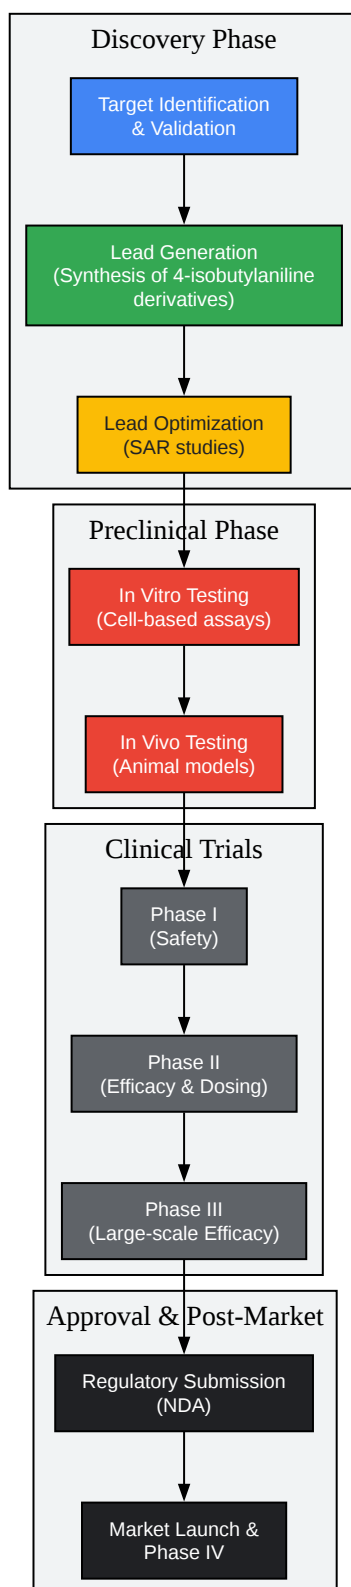 Discovery Phase
Target Identification
& Validation
Lead Generation
(Synthesis of 4-isobutylaniline
derivatives)
Lead Optimization
(SAR studies)
Preclinical Phase
In Vitro Testing
(Cell-based assays)
In Vivo Testing
(Animal models)
Clinical Trials
Phase I
(Safety)
Phase II
(Efficacy & Dosing)
Phase III
(Large-scale Efficacy)
Approval & Post-Market
Regulatory Submission
(NDA)
Market Launch &
Phase IV